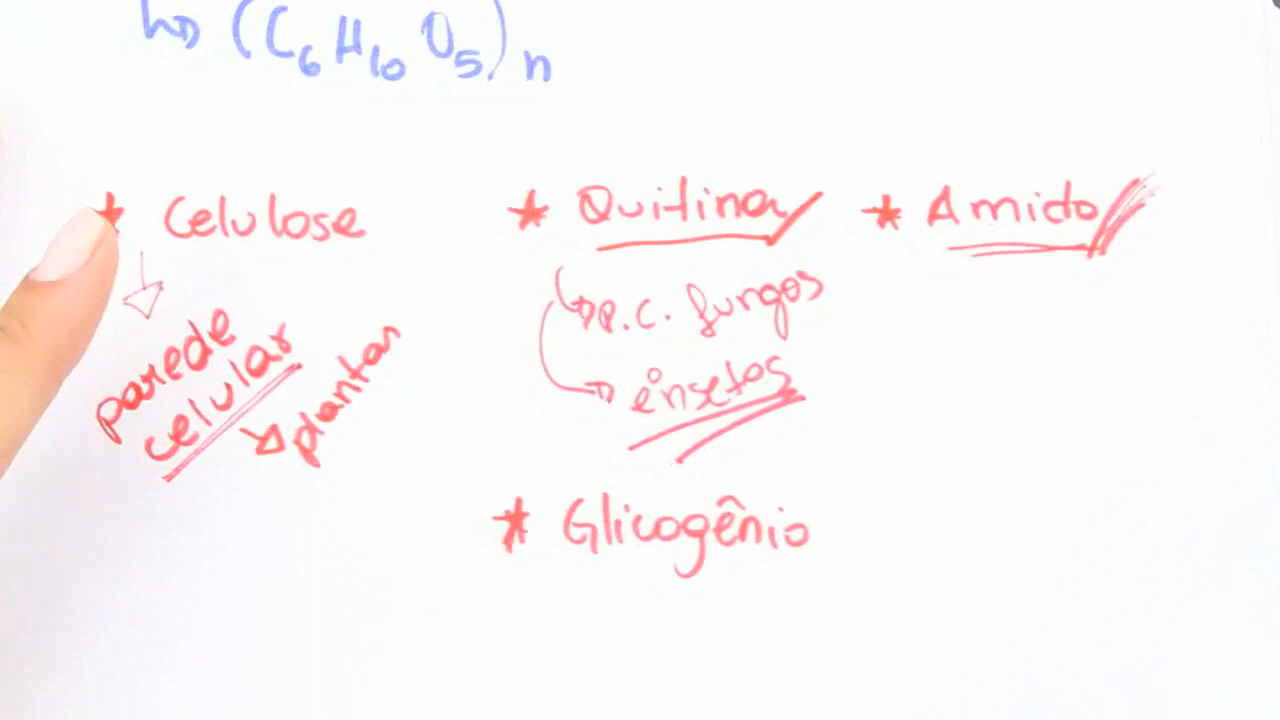 ↳ (C₆H₁₀O₅)ₙ
★ Celulose
parede
celular
→ plantas
★ Quitina
↳ P.C. fungos
→ insetos
★ Amido
★ Glicogênio